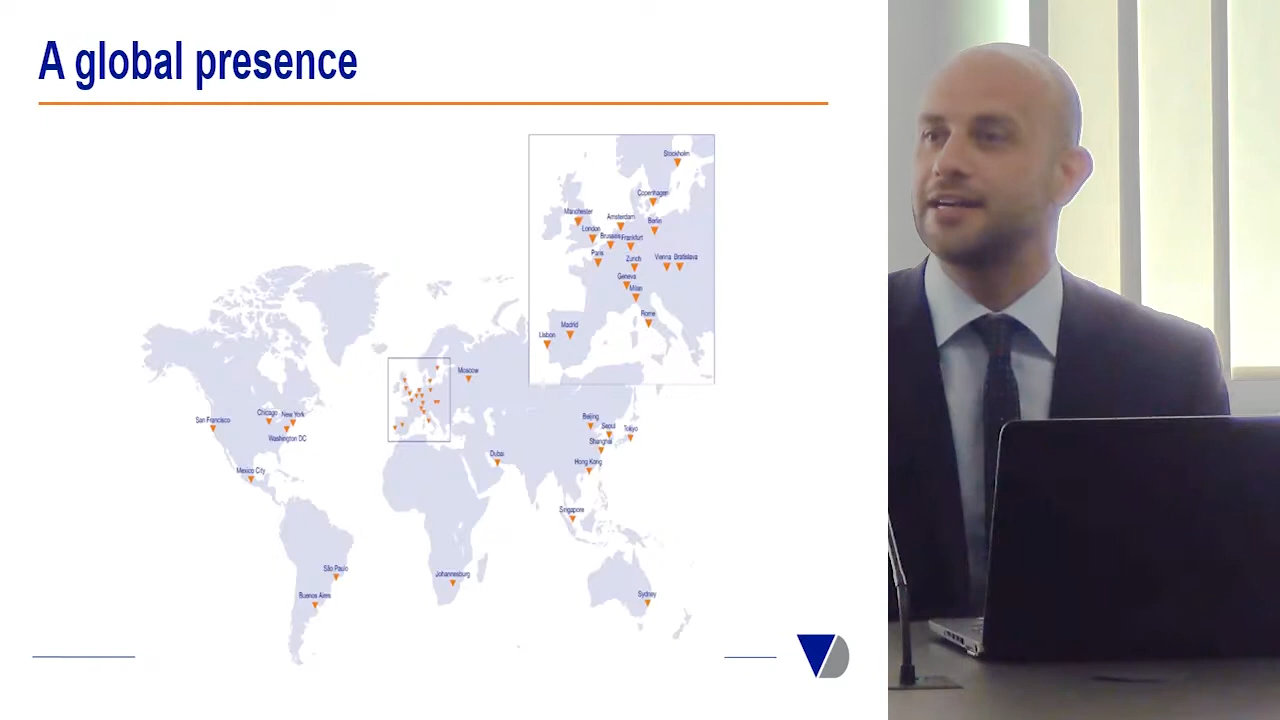 A global presence
Stockholm
Copenhagen
Manchester
Amsterdam
Berlin
London
Brussels
Frankfurt
Paris
Zurich
Vienna
Bratislava
Geneva
Milan
Rome
Madrid
Lisbon
Moscow
San Francisco
Chicago
New York
Washington DC
Mexico City
Beijing
Seoul
Tokyo
Shanghai
Dubai
Hong Kong
Singapore
São Paulo
Buenos Aires
Johannesburg
Sydney
VD